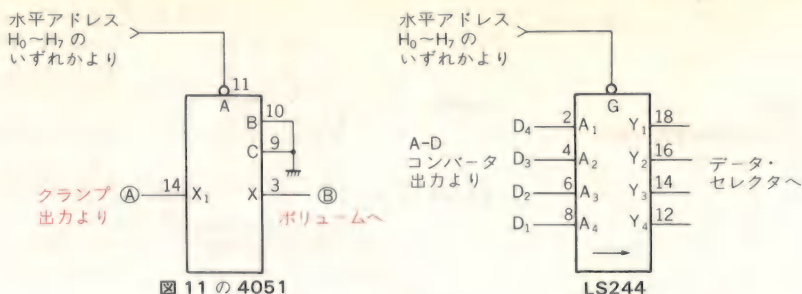 水平アドレス
H₀~H₇ の
いずれかより
11
A
10
B
9
C
クランプ
出力より
Ⓐ
14
X₁
X
3
Ⓑ
ボリュームへ
図 11 の 4051
水平アドレス
H₀~H₇ の
いずれかより
G
A-D
コンバータ
出力より
D₄ 2 A₁ Y₁ 18
D₃ 4 A₂ Y₂ 16
D₂ 6 A₃ Y₃ 14
D₁ 8 A₄ Y₄ 12
データ・
セレクタへ
LS244